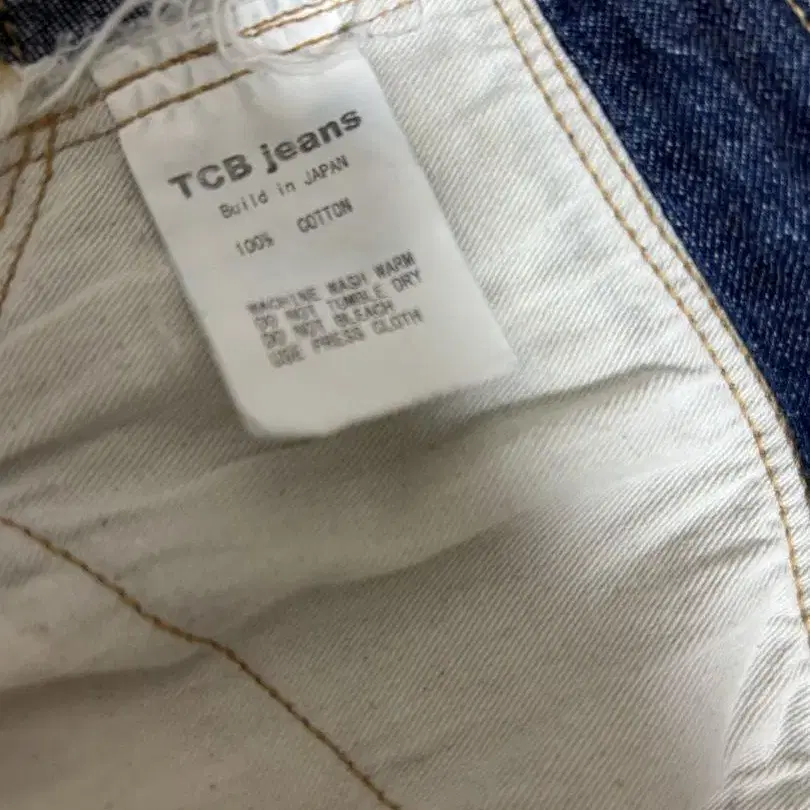 TCB jeans
Build in JAPAN
100% COTTON
MACHINE WASH WARM
DO NOT TUMBLE DRY
DO NOT BLEACH
USE PRESS CLOTH